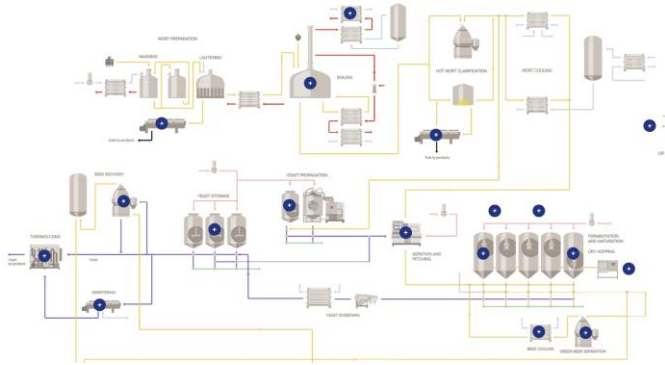 WORT PREPARATION
MASHING
LAUTERING
BOILING
HOT WORT CLARIFICATION
WORT COOLING
BEER RECOVERY
YEAST STORAGE
YEAST PROPAGATION
THERMOLYZING
DEWATERING
YEAST SCREENING
AERATION AND
PITCHING
FERMENTATION
AND MATURATION
DRY HOPPING
BEER COOLING
GREEN BEER SEPARATION